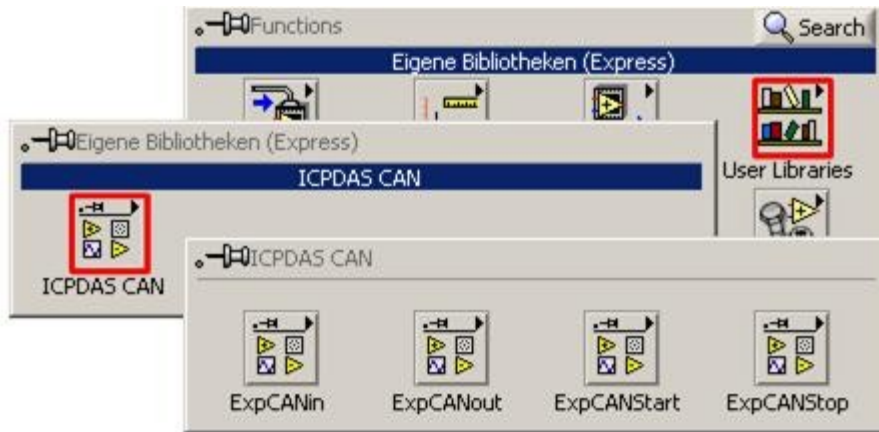 Functions
Search
Eigene Bibliotheken (Express)
User Libraries
Eigene Bibliotheken (Express)
ICPDAS CAN
ICPDAS CAN
ICPDAS CAN
ExpCANin
ExpCANout
ExpCANStart
ExpCANStop